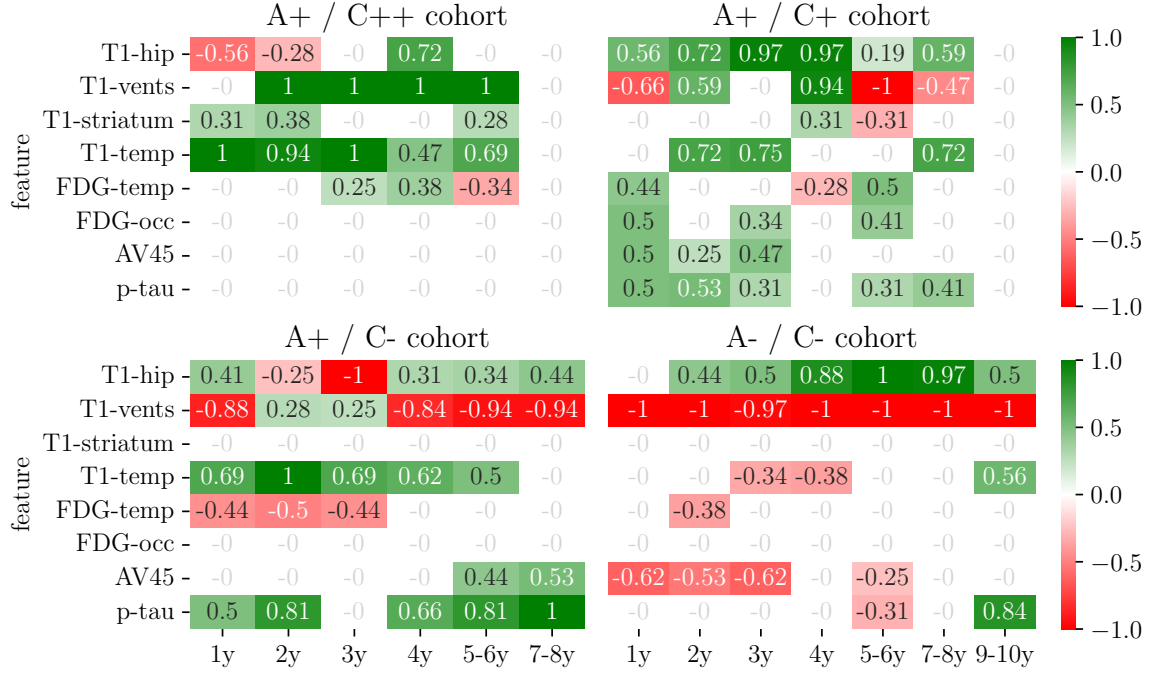 A+ / C++ cohort
A+ / C+ cohort
T1-hip -0.56 -0.28 -0 0.72 -0 -0 0.56 0.72 0.97 0.97 0.19 0.59 -0 1.0
T1-vents -0 1 1 1 1 -0 -0.66 0.59 -0 0.94 -1 -0.47 -0
T1-striatum 0.31 0.38 -0 -0 0.28 -0 -0 -0 -0 0.31 -0.31 -0 -0 0.5
T1-temp 1 0.94 1 0.47 0.69 -0 -0 0.72 0.75 -0 -0 0.72 -0
feature
FDG-temp -0 -0 0.25 0.38 -0.34 -0 0.44 -0 -0 -0.28 0.5 -0 -0 0.0
FDG-occ -0 -0 -0 -0 -0 -0 0.5 -0 0.34 -0 0.41 -0 -0
AV45 -0 -0 -0 -0 -0 -0 0.5 0.25 0.47 -0 -0 -0 -0 −0.5
p-tau -0 -0 -0 -0 -0 -0 0.5 0.53 0.31 -0 0.31 0.41 -0 −1.0
A+ / C- cohort
A- / C- cohort
T1-hip 0.41 -0.25 -1 0.31 0.34 0.44 -0 0.44 0.5 0.88 1 0.97 0.5 1.0
T1-vents -0.88 0.28 0.25 -0.84 -0.94 -0.94 -1 -1 -0.97 -1 -1 -1 -1
T1-striatum -0 -0 -0 -0 -0 -0 -0 -0 -0 -0 -0 -0 -0 0.5
T1-temp 0.69 1 0.69 0.62 0.5 -0 -0 -0 -0.34 -0.38 -0 -0 0.56
feature
FDG-temp -0.44 -0.5 -0.44 -0 -0 -0 -0 -0.38 -0 -0 -0 -0 -0 0.0
FDG-occ -0 -0 -0 -0 -0 -0 -0 -0 -0 -0 -0 -0 -0
AV45 -0 -0 -0 -0 0.44 0.53 -0.62 -0.53 -0.62 -0 -0.25 -0 -0 −0.5
p-tau 0.5 0.81 -0 0.66 0.81 1 -0 -0 -0 -0 -0.31 -0 0.84 −1.0
1y 2y 3y 4y 5-6y 7-8y 1y 2y 3y 4y 5-6y 7-8y 9-10y